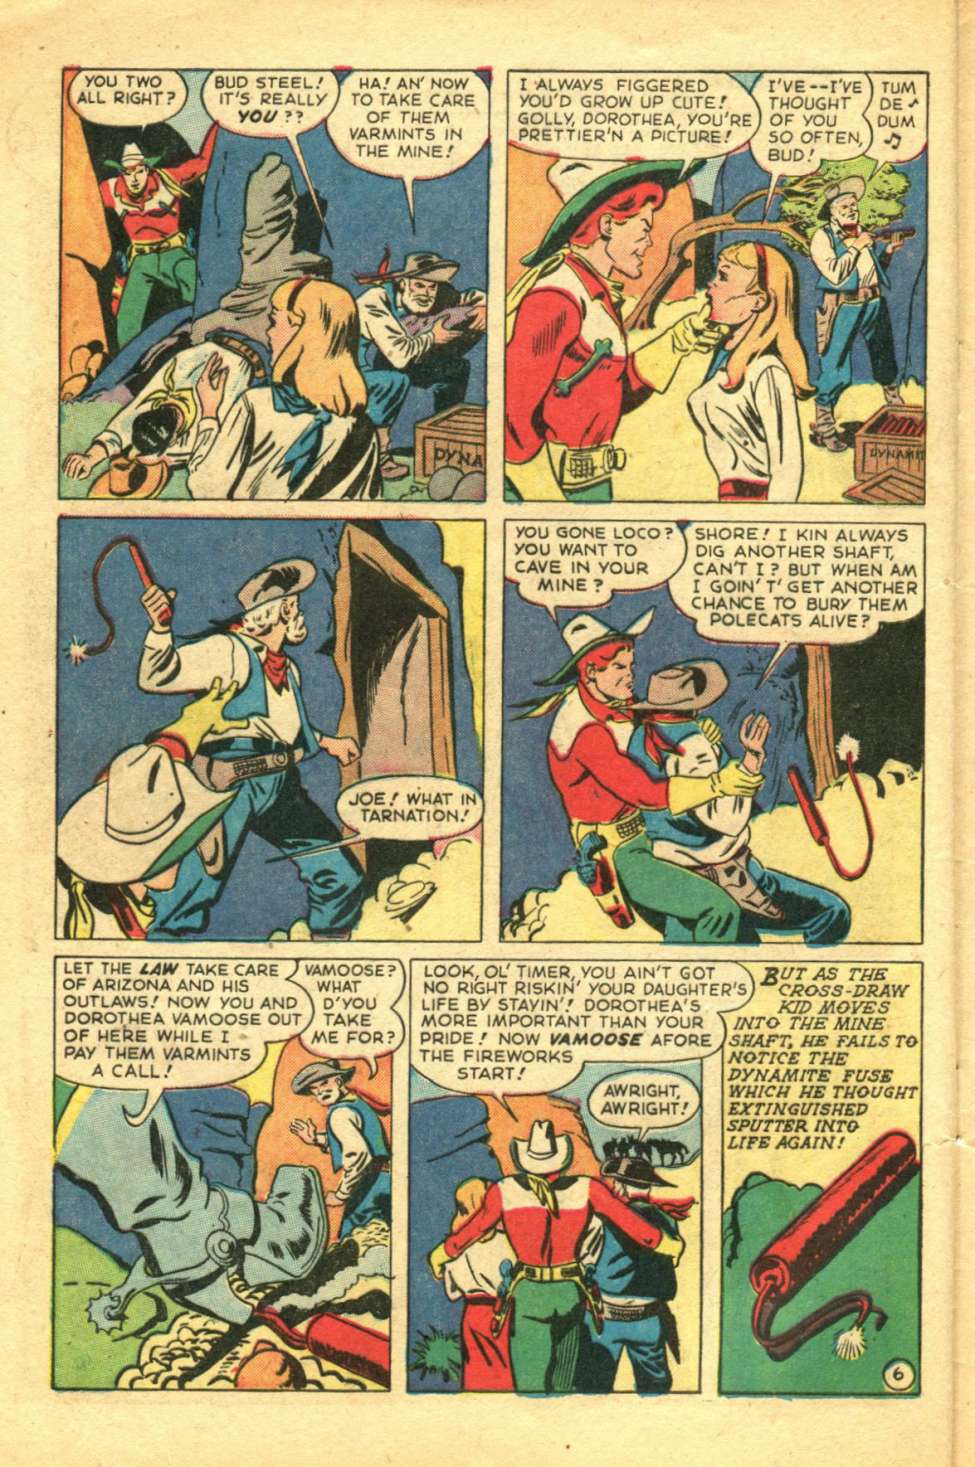 YOU TWO
ALL RIGHT?
BUD STEEL!
IT'S REALLY
YOU??
HA! AN' NOW
TO TAKE CARE
OF THEM
VARMINTS IN
THE MINE!
DYNA
I ALWAYS FIGGERED
YOU'D GROW UP CUTE!
GOLLY, DOROTHEA, YOU'RE
PRETTIER'N A PICTURE!
I'VE--I'VE
THOUGHT
OF YOU
SO OFTEN,
BUD!
TUM
DE ♪
DUM
♫
DYNAMIT
JOE! WHAT IN
TARNATION!
YOU GONE LOCO?
YOU WANT TO
CAVE IN YOUR
MINE?
SHORE! I KIN ALWAYS
DIG ANOTHER SHAFT,
CAN'T I? BUT WHEN AM
I GOIN' T' GET ANOTHER
CHANCE TO BURY THEM
POLECATS ALIVE?
LET THE LAW TAKE CARE
OF ARIZONA AND HIS
OUTLAWS! NOW YOU AND
DOROTHEA VAMOOSE OUT
OF HERE WHILE I
PAY THEM VARMINTS
A CALL!
VAMOOSE?
WHAT
D'YOU
TAKE
ME FOR?
LOOK, OL' TIMER, YOU AIN'T GOT
NO RIGHT RISKIN' YOUR DAUGHTER'S
LIFE BY STAYIN'! DOROTHEA'S
MORE IMPORTANT THAN YOUR
PRIDE! NOW VAMOOSE AFORE
THE FIREWORKS
START!
AWRIGHT,
AWRIGHT!
BUT AS THE
CROSS-DRAW
KID MOVES
INTO THE MINE
SHAFT, HE FAILS TO
NOTICE THE
DYNAMITE FUSE
WHICH HE THOUGHT
EXTINGUISHED
SPUTTER INTO
LIFE AGAIN!
6